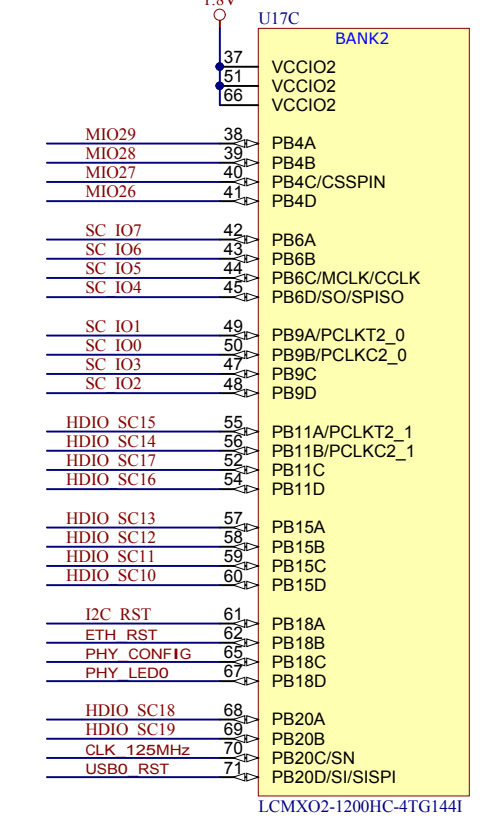 1.8V
U17C
BANK2
37 VCCIO2
51 VCCIO2
66 VCCIO2
MIO29 38 PB4A
MIO28 39 PB4B
MIO27 40 PB4C/CSSPIN
MIO26 41 PB4D
SC_IO7 42 PB6A
SC_IO6 43 PB6B
SC_IO5 44 PB6C/MCLK/CCLK
SC_IO4 45 PB6D/SO/SPISO
SC_IO1 49 PB9A/PCLKT2_0
SC_IO0 50 PB9B/PCLKC2_0
SC_IO3 47 PB9C
SC_IO2 48 PB9D
HDIO_SC15 55 PB11A/PCLKT2_1
HDIO_SC14 56 PB11B/PCLKC2_1
HDIO_SC17 52 PB11C
HDIO_SC16 54 PB11D
HDIO_SC13 57 PB15A
HDIO_SC12 58 PB15B
HDIO_SC11 59 PB15C
HDIO_SC10 60 PB15D
I2C_RST 61 PB18A
ETH_RST 62 PB18B
PHY_CONFIG 65 PB18C
PHY_LED0 67 PB18D
HDIO_SC18 68 PB20A
HDIO_SC19 69 PB20B
CLK_125MHz 70 PB20C/SN
USB0_RST 71 PB20D/SI/SISPI
LCMXO2-1200HC-4TG144I